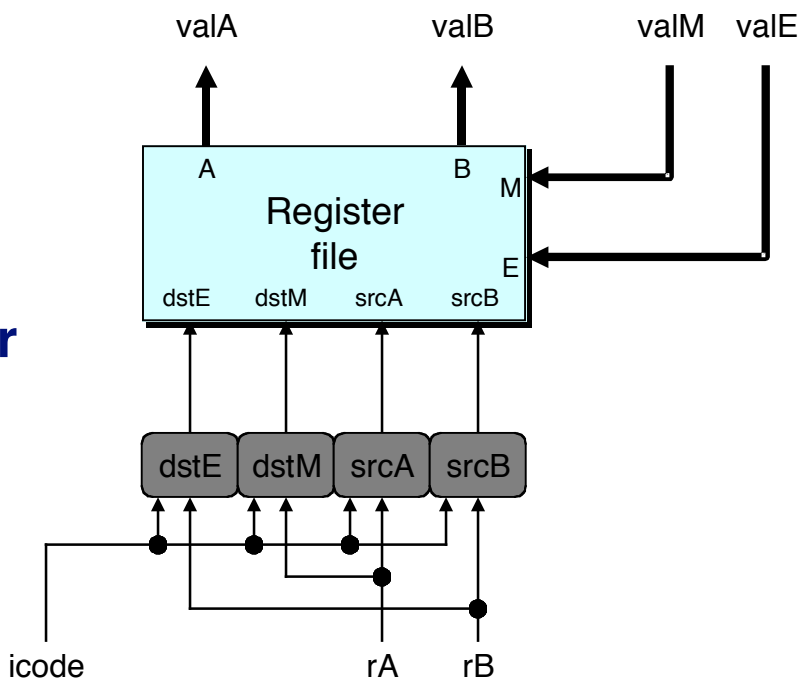 valA valB valM valE
A B
M
Register
file
E
dstE dstM srcA srcB
r
dstE dstM srcA srcB
icode rA rB